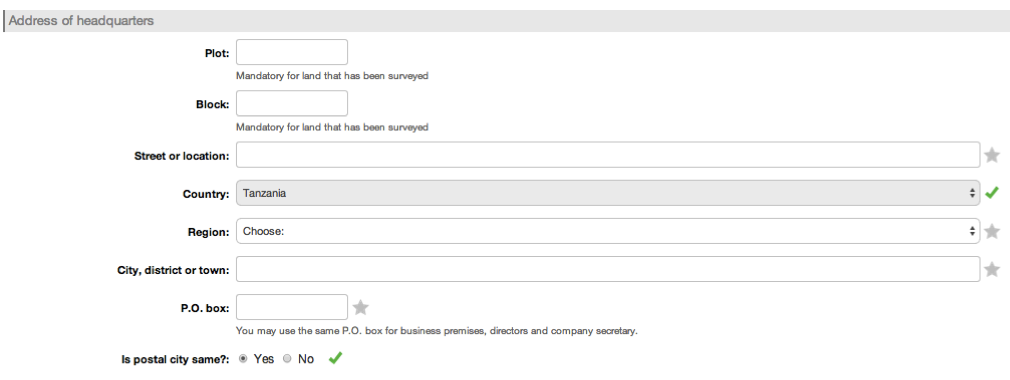 Address of headquarters
Plot:
Mandatory for land that has been surveyed
Block:
Mandatory for land that has been surveyed
Street or location:
Country: Tanzania
Region: Choose:
City, district or town:
P.O. box:
You may use the same P.O. box for business premises, directors and company secretary.
Is postal city same?: Yes No